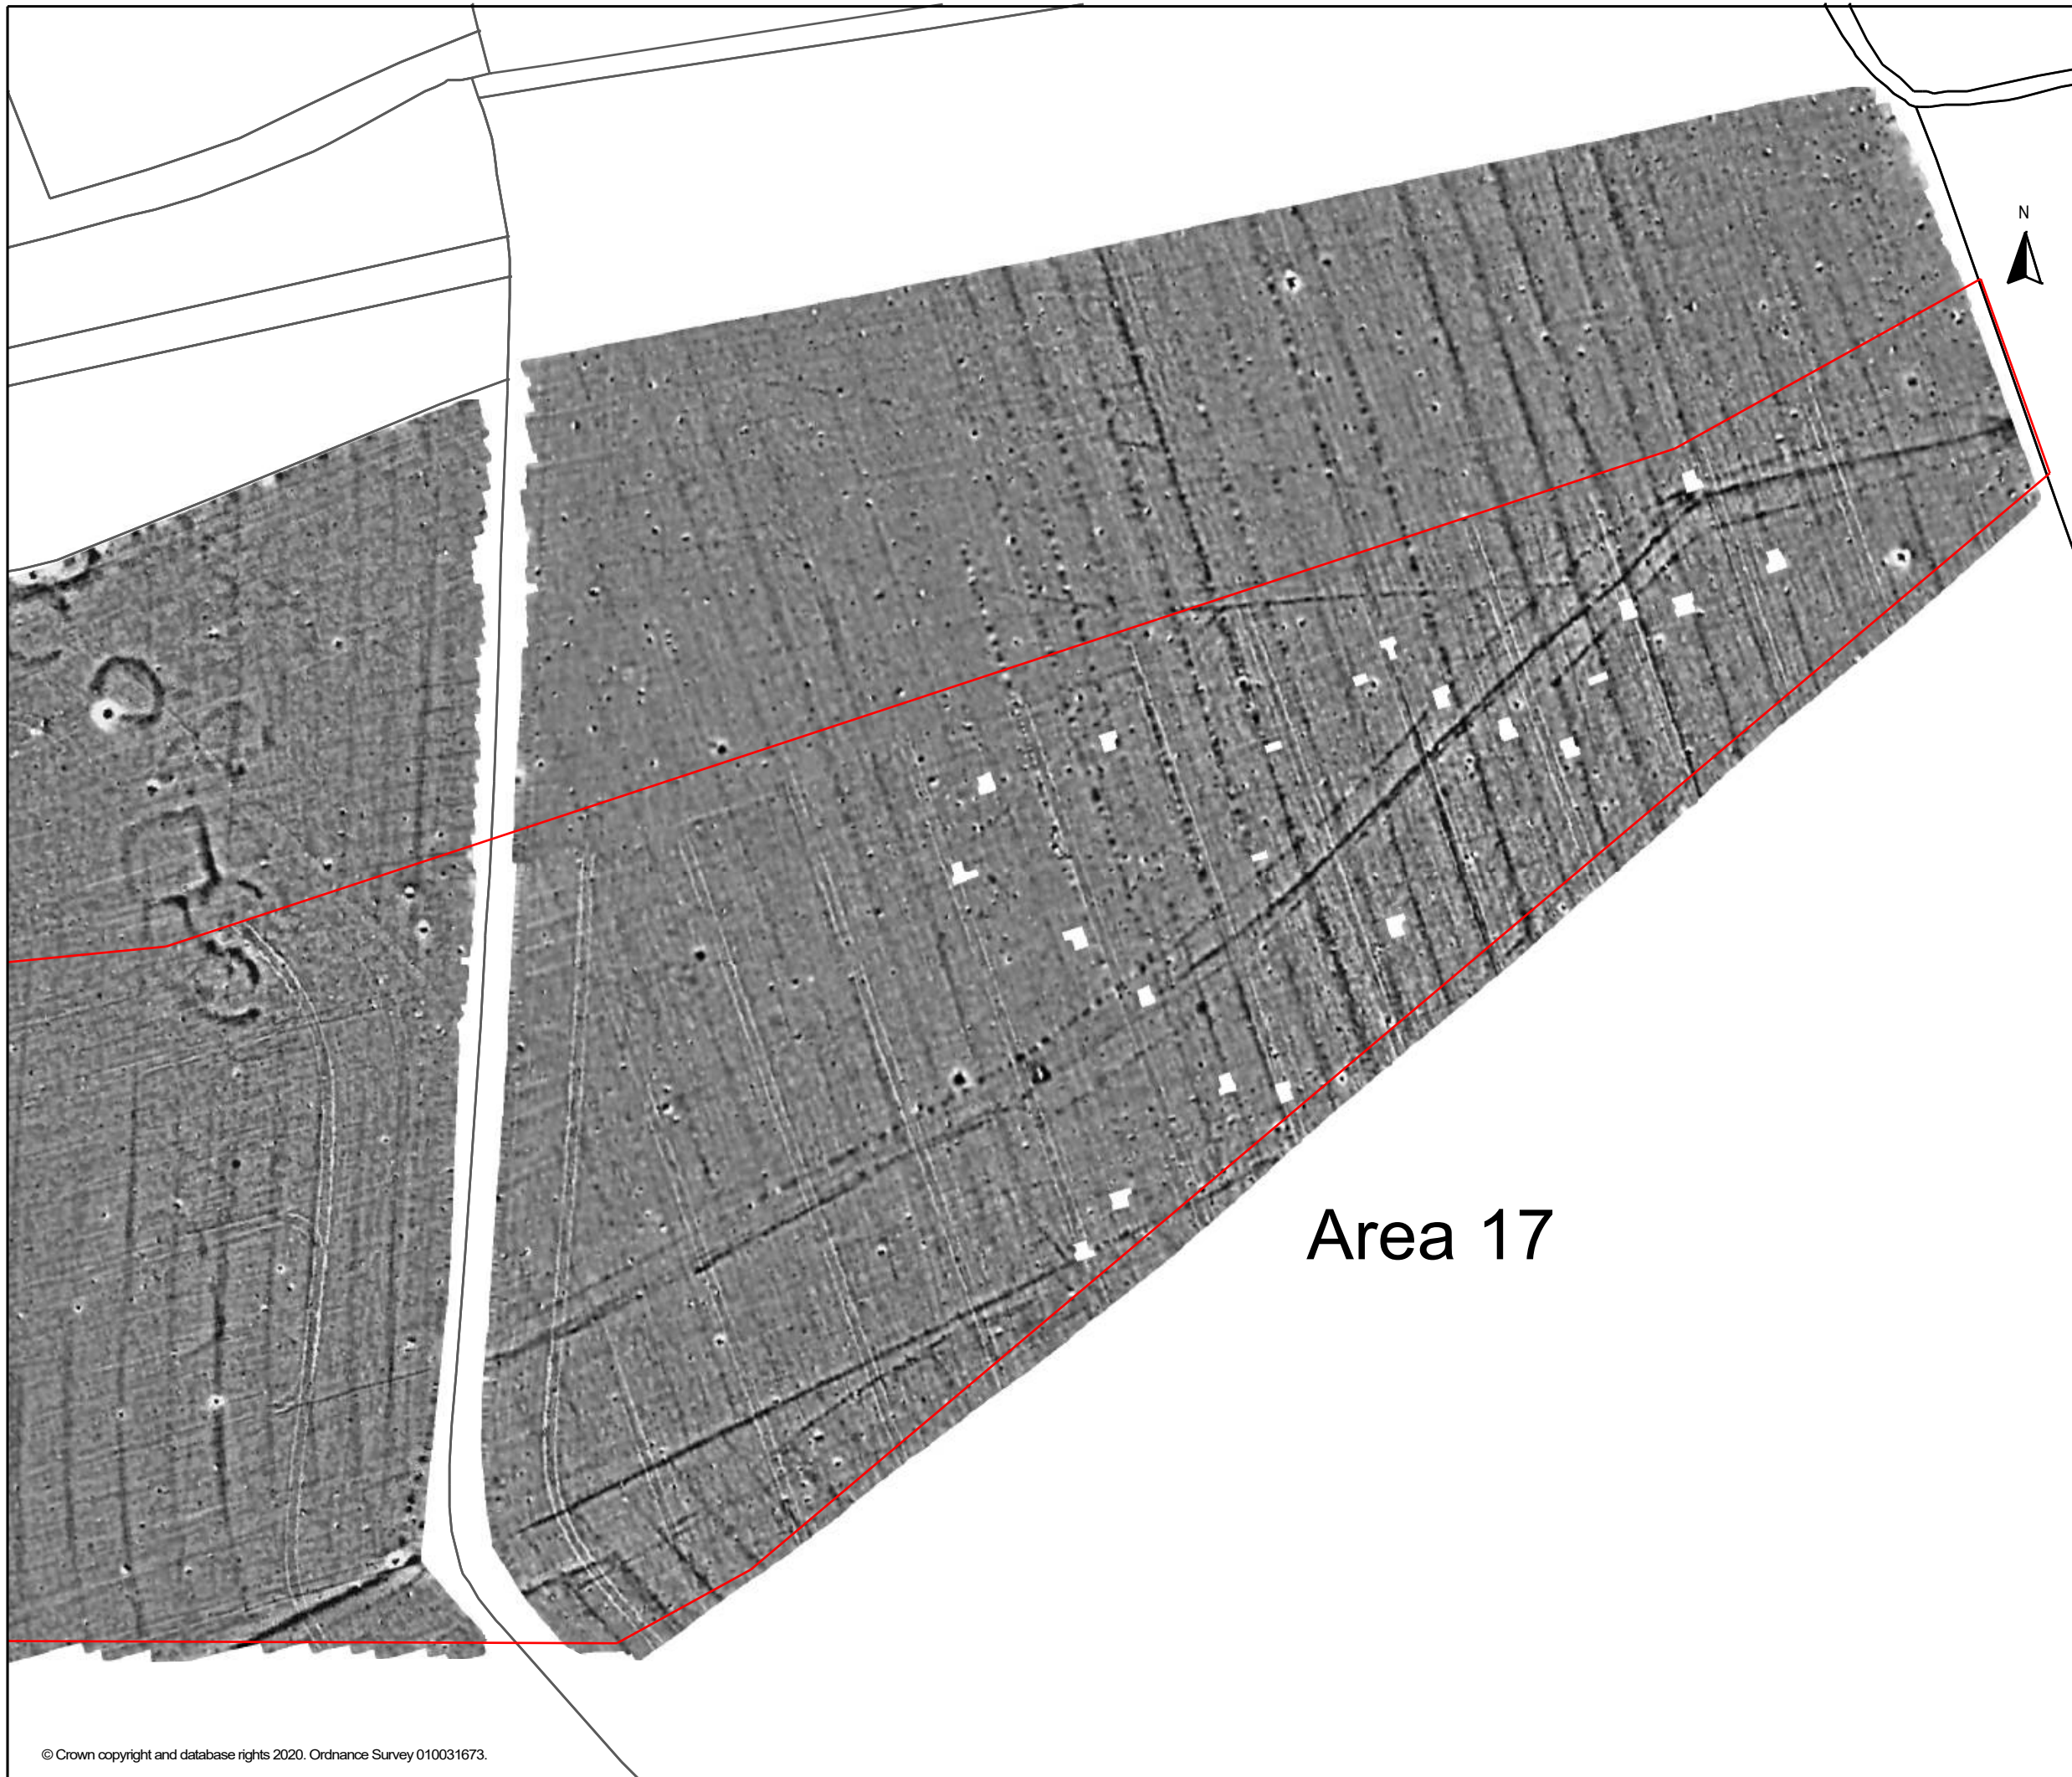 N
Area 17
© Crown copyright and database rights 2020. Ordnance Survey 010031673.